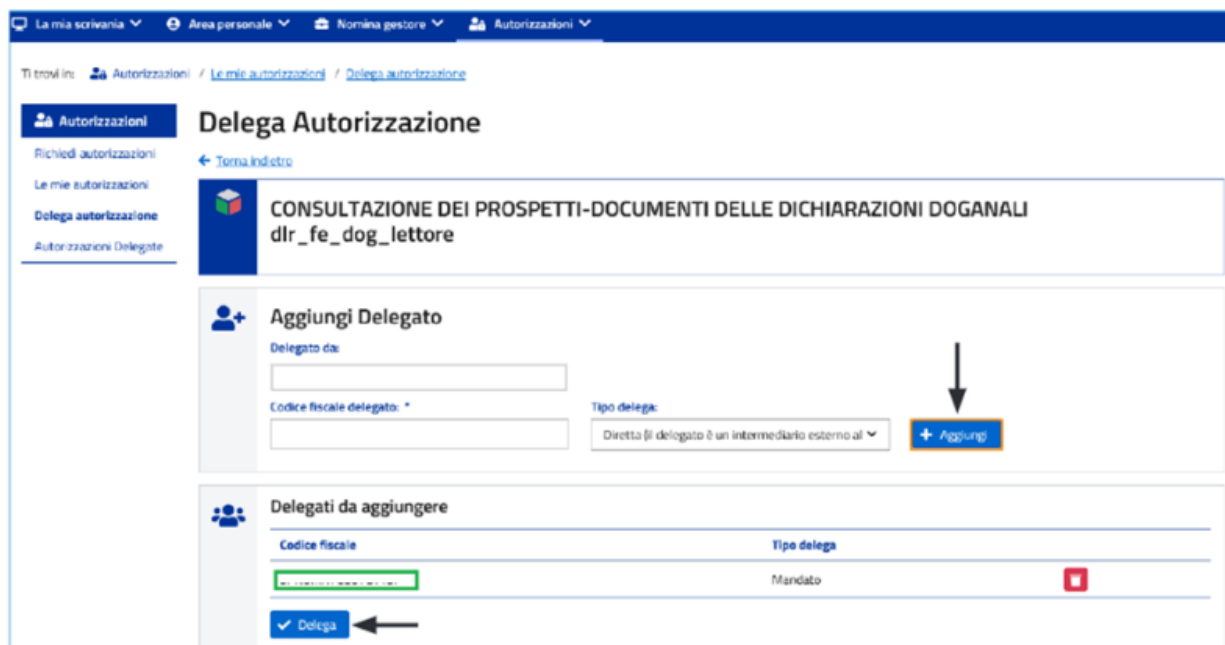 La mia scrivania Area personale Nomina gestore Autorizzazioni
Ti trovi in: Autorizzazioni / Le mie autorizzazioni / Delega autorizzazione
Autorizzazioni
Richiedi autorizzazioni
Le mie autorizzazioni
Delega autorizzazione
Autorizzazioni Delegate
Delega Autorizzazione
Torna indietro
CONSULTAZIONE DEI PROSPETTI-DOCUMENTI DELLE DICHIARAZIONI DOGANALI
dlr_fe_dog_lettore
Aggiungi Delegato
Delegato da:
Codice fiscale delegato: *
Tipo delega:
Diretta (il delegato è un intermediario esterno al
Aggiungi
Delegati da aggiungere
Codice fiscale Tipo delega
Mandato
Delega